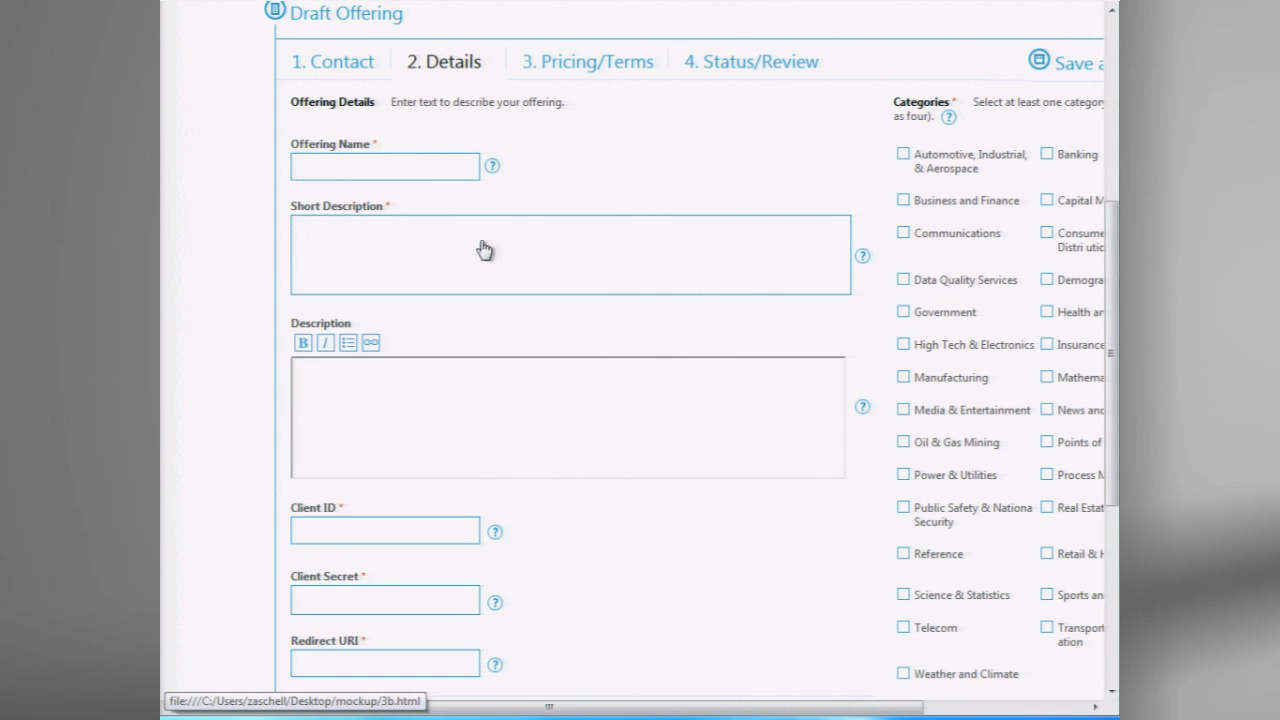 Draft Offering
1. Contact
2. Details
3. Pricing/Terms
4. Status/Review
Save
Offering Details Enter text to describe your offering.
Offering Name *
?
Short Description *
?
Description
B I
?
Client ID *
?
Client Secret *
?
Redirect URI *
?
Categories * Select at least one category
as four). ?
Automotive, Industrial,
& Aerospace
Banking
Business and Finance
Capital M
Communications
Consume
Distri utio
Data Quality Services
Demogra
Government
Health an
High Tech & Electronics
Insurance
Manufacturing
Mathema
Media & Entertainment
News and
Oil & Gas Mining
Points of
Power & Utilities
Process M
Public Safety & Nationa
Security
Real Estat
Reference
Retail &
Science & Statistics
Sports an
Telecom
Transport
ation
Weather and Climate
file:///C:/Users/zaschell/Desktop/mockup/3b.html